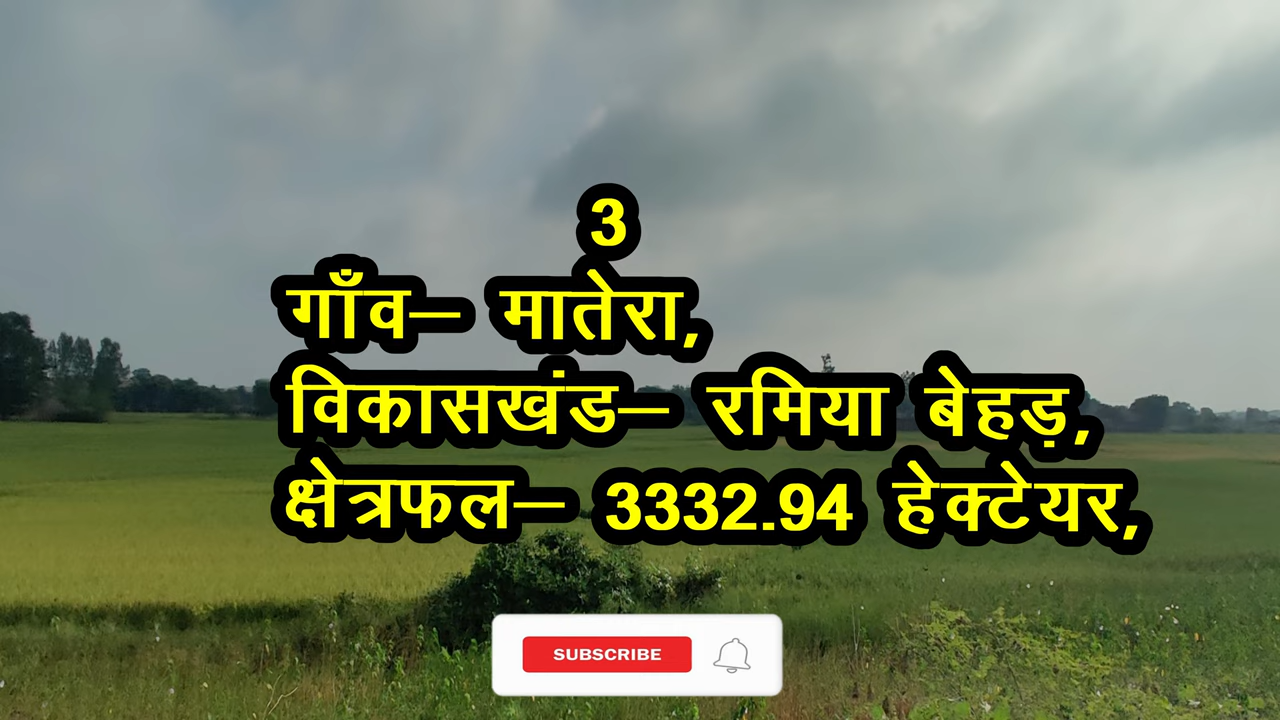 3
गाँव– मातेरा,
विकासखंड– रमिया बेहड़,
क्षेत्रफल– 3332.94 हेक्टेयर,
SUBSCRIBE